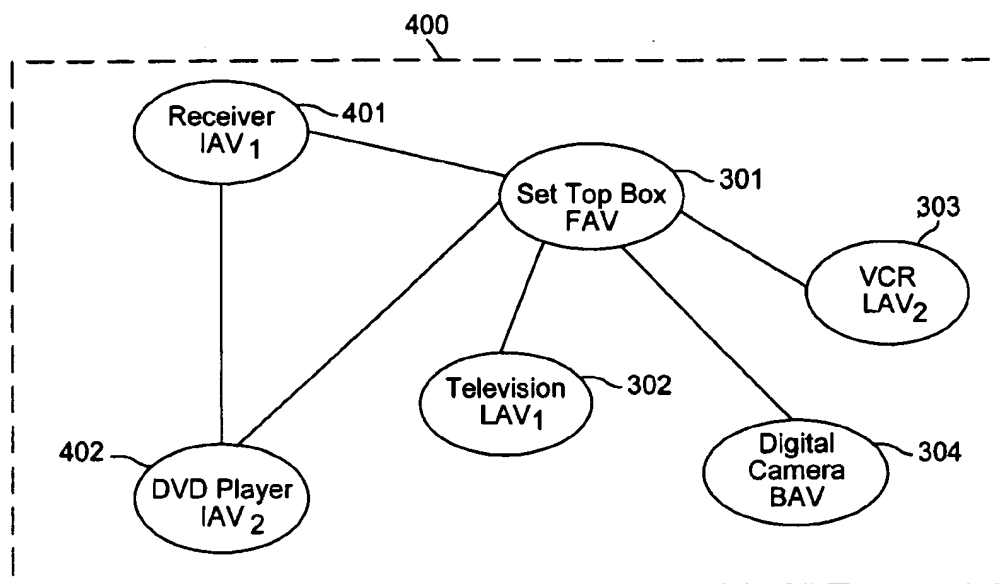 400
Receiver
IAV1
401
Set Top Box
FAV
301
303
VCR
LAV2
Television
LAV1
302
402
DVD Player
IAV2
Digital
Camera
BAV
304